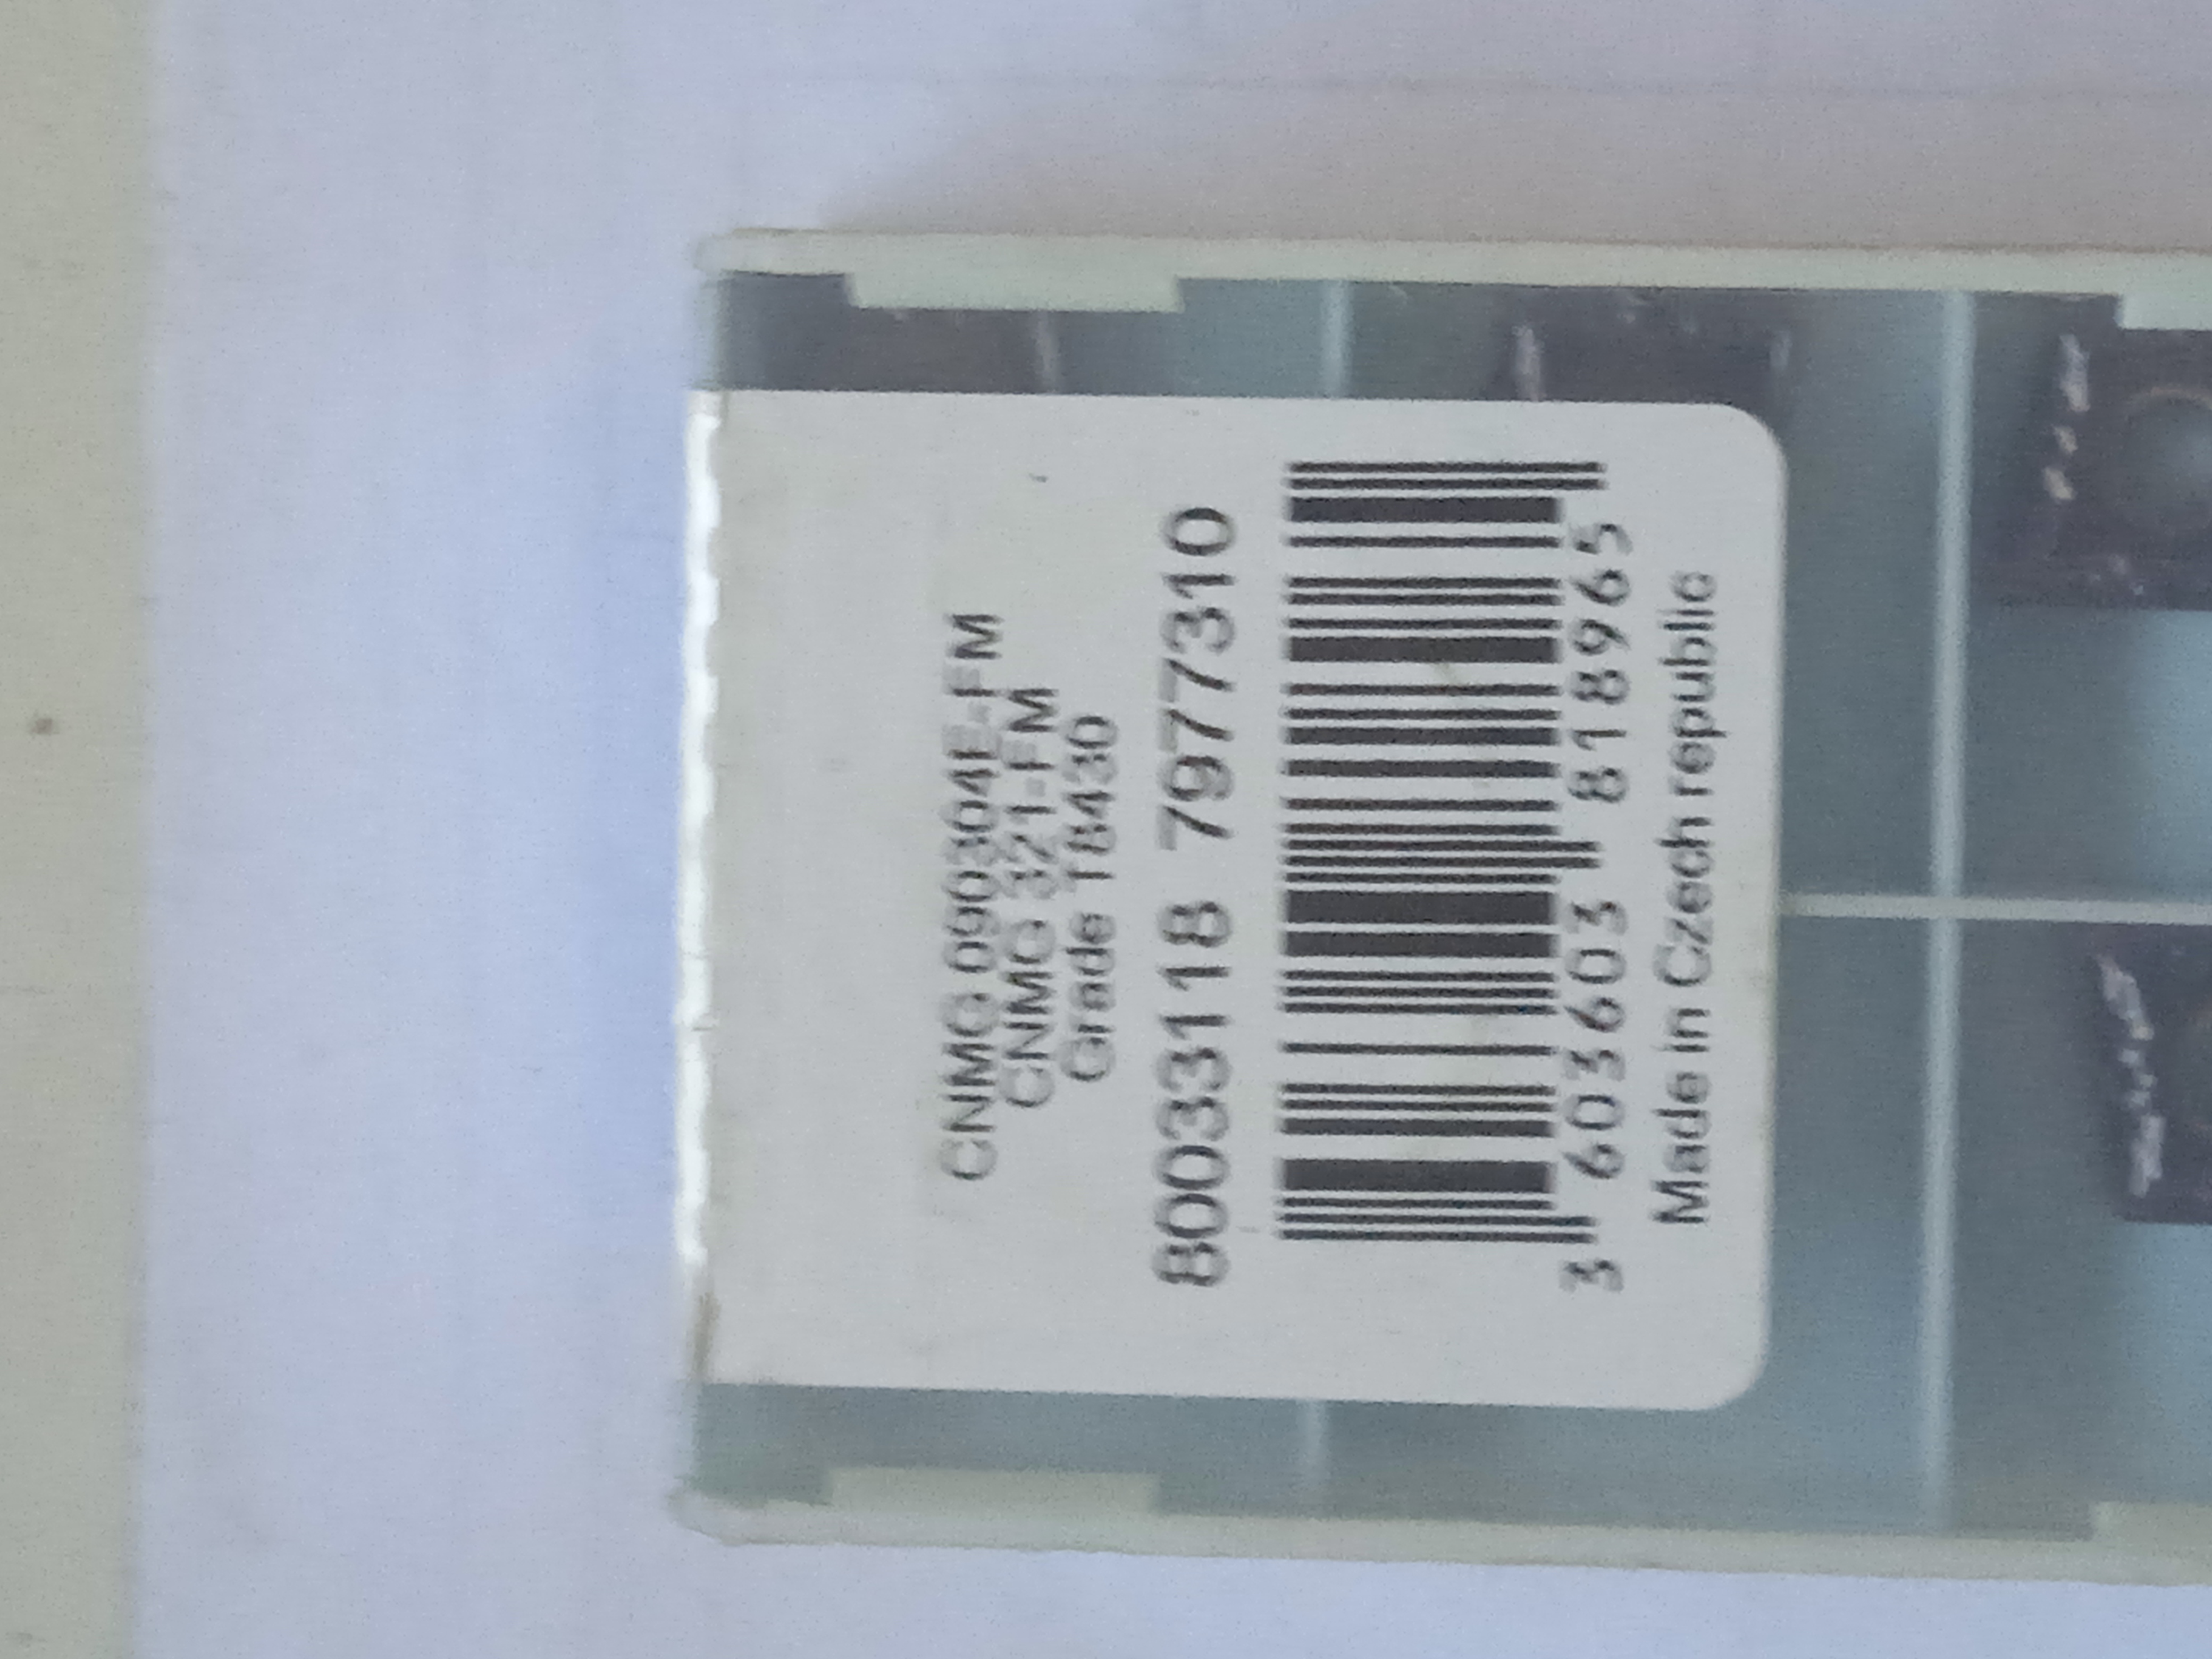 CNMG 090304E-FM
CNMG 321-FM
Grade T8430
80033118 7977310
3 603603 818965
Made in Czech republic